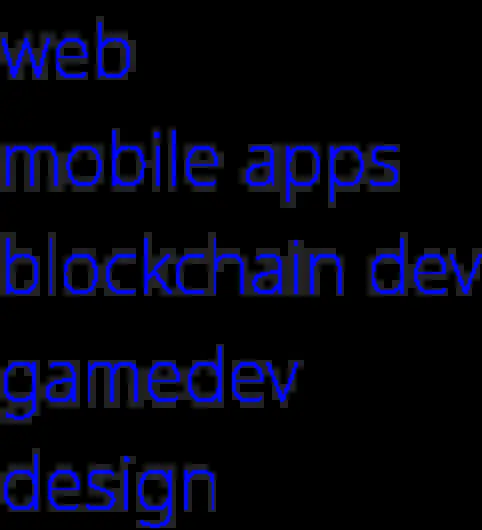 web
mobile apps
blockchain dev
gamedev
design